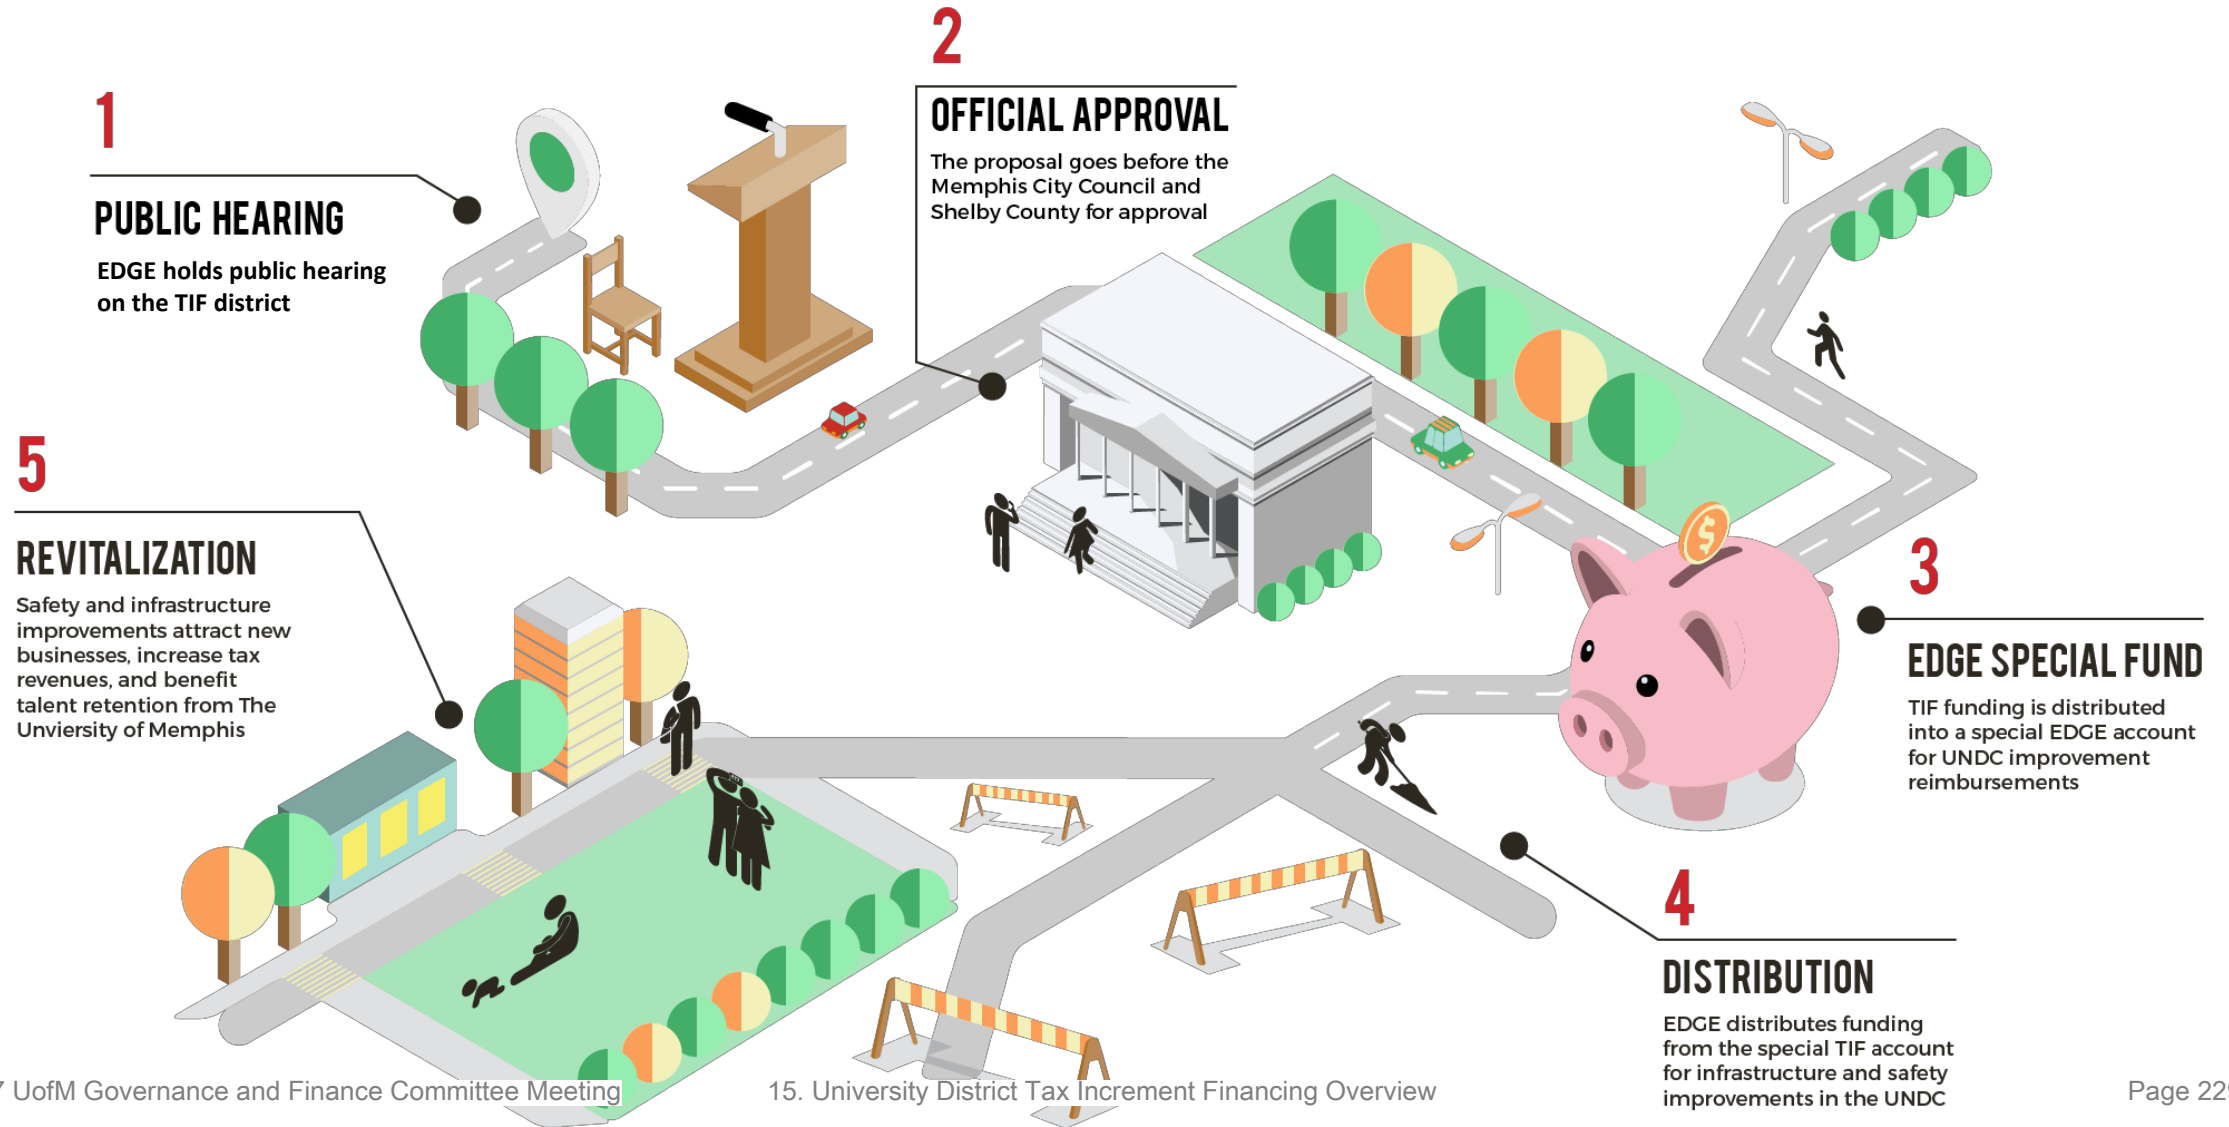 1
PUBLIC HEARING
EDGE holds public hearing
on the TIF district
2
OFFICIAL APPROVAL
The proposal goes before the
Memphis City Council and
Shelby County for approval
3
EDGE SPECIAL FUND
TIF funding is distributed
into a special EDGE account
for UNDC improvement
reimbursements
4
DISTRIBUTION
EDGE distributes funding
from the special TIF account
for infrastructure and safety
improvements in the UNDC
5
REVITALIZATION
Safety and infrastructure
improvements attract new
businesses, increase tax
revenues, and benefit
talent retention from The
Unviersity of Memphis
$
7 UofM Governance and Finance Committee Meeting
15. University District Tax Increment Financing Overview
Page 229